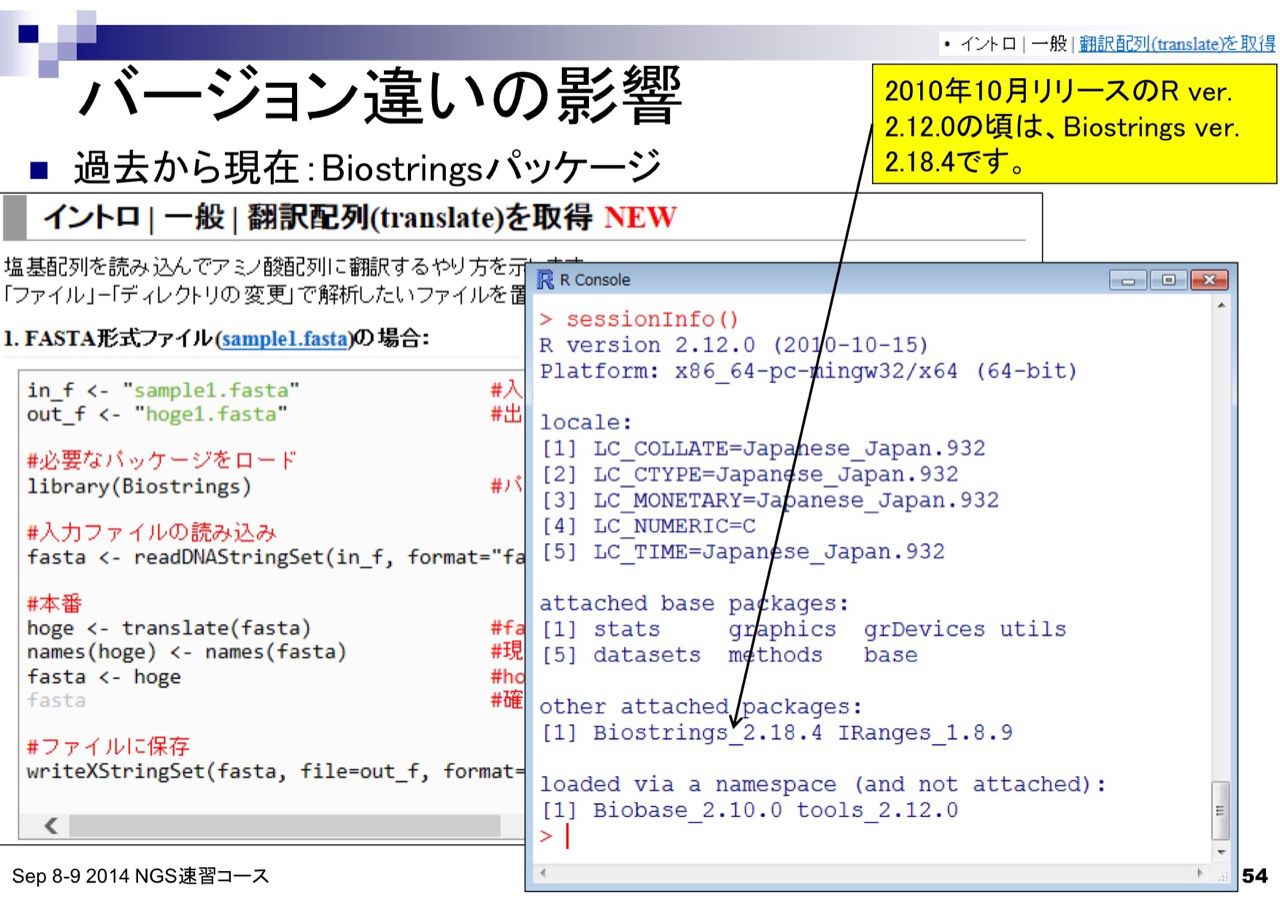 • イントロ | 一般 | 翻訳配列(translate)を取得
バージョン違いの影響
2010年10月リリースのR ver.
2.12.0の頃は、Biostrings ver.
2.18.4です。
■ 過去から現在：Biostringsパッケージ
イントロ | 一般 | 翻訳配列(translate)を取得 NEW
塩基配列を読み込んでアミノ酸配列に翻訳するやり方を示します
「ファイル」-「ディレクトリの変更」で解析したいファイルを置
1. FASTA形式ファイル(sample1.fasta)の場合:
in_f <- "sample1.fasta" #入
out_f <- "hoge1.fasta" #出
#必要なパッケージをロード
library(Biostrings) #パ
#入力ファイルの読み込み
fasta <- readDNAStringSet(in_f, format="fa
#本番
hoge <- translate(fasta) #fa
names(hoge) <- names(fasta) #現
fasta <- hoge #ho
fasta #確
#ファイルに保存
writeXStringSet(fasta, file=out_f, format=
R Console
> sessionInfo()
R version 2.12.0 (2010-10-15)
Platform: x86_64-pc-mingw32/x64 (64-bit)
locale:
[1] LC_COLLATE=Japanese_Japan.932
[2] LC_CTYPE=Japanese_Japan.932
[3] LC_MONETARY=Japanese_Japan.932
[4] LC_NUMERIC=C
[5] LC_TIME=Japanese_Japan.932
attached base packages:
[1] stats graphics grDevices utils
[5] datasets methods base
other attached packages:
[1] Biostrings_2.18.4 IRanges_1.8.9
loaded via a namespace (and not attached):
[1] Biobase_2.10.0 tools_2.12.0
>
Sep 8-9 2014 NGS速習コース
54